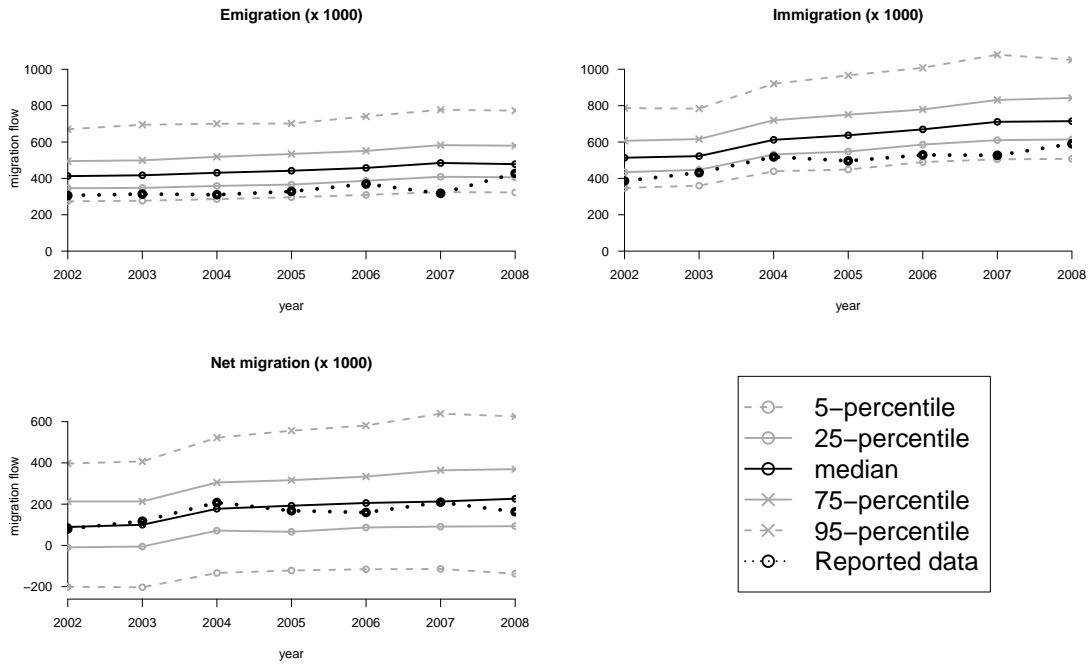 Emigration (x 1000)
migration flow
1000
800
600
400
200
0
2002 2003 2004 2005 2006 2007 2008
year
Immigration (x 1000)
1000
800
600
400
200
0
2002 2003 2004 2005 2006 2007 2008
year
Net migration (x 1000)
migration flow
600
400
200
0
−200
2002 2003 2004 2005 2006 2007 2008
year
5−percentile
25−percentile
median
75−percentile
95−percentile
Reported data